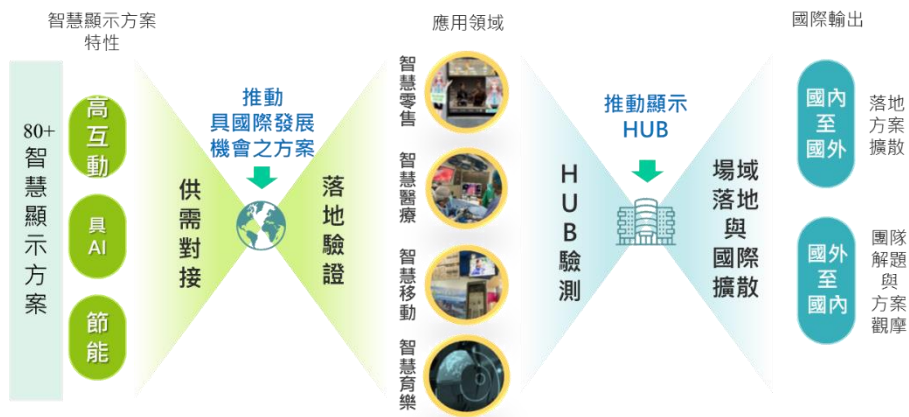 智慧顯示方案
特性
80+智慧顯示方案
高互動
具
AI
節能
供需對接
推動
具國際發展
機會之方案
落地驗證
應用領域
智慧零售
智慧醫療
智慧移動
智慧育樂
HUB驗測
推動顯示
HUB
場域
落地
與
國際
擴散
國際輸出
國內
至
國外
落地
方案
擴散
國外
至
國內
團隊
解題
與
方案
觀摩